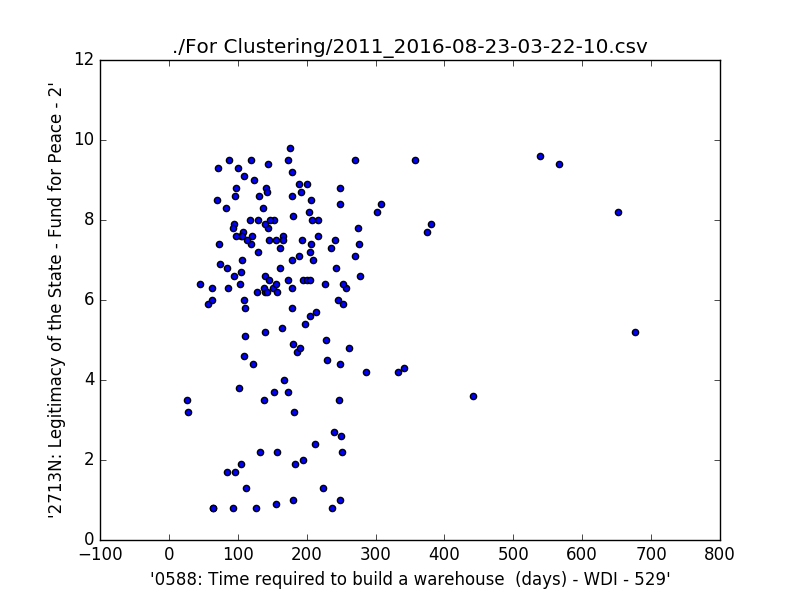 ./For Clustering/2011_2016-08-23-03-22-10.csv
12
10
8
6
4
2
0
'2713N: Legitimacy of the State - Fund for Peace - 2'
−100 0 100 200 300 400 500 600 700 800
'0588: Time required to build a warehouse  (days) - WDI - 529'